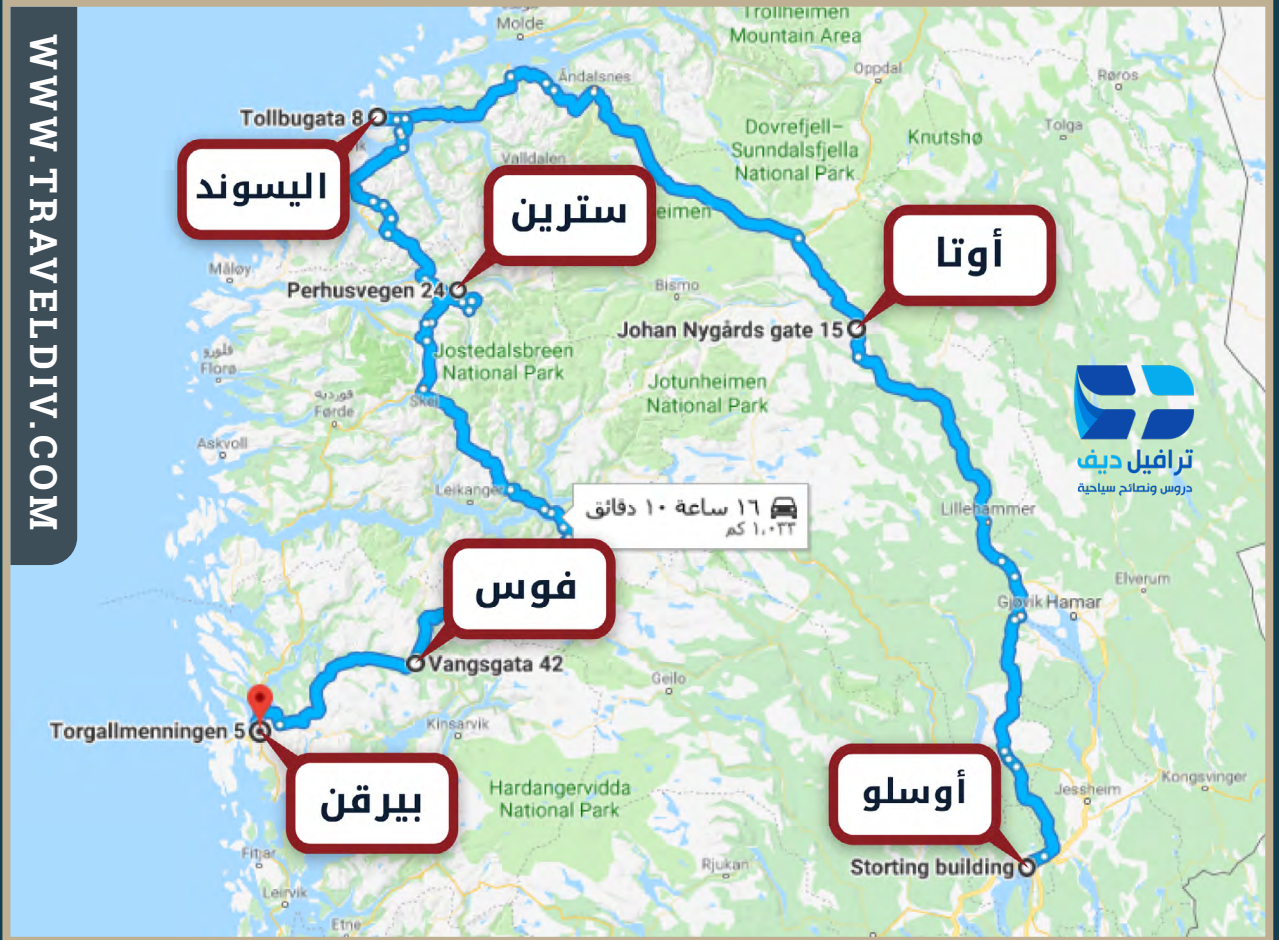 WWW.TRAVELDIV.COM
Molde
Trollheimen
Mountain Area
Oppdal
Røros
Åndalsnes
Tollbugata 8
Tolga
Dovrefjell–
Sunndalsfjella
National Park
Knutshø
Valldalen
اليسوند
سترين
eimen
أوتا
Måløy
Perhusvegen 24
Bismo
Johan Nygårds gate 15
فلورو
Florø
Jostedalsbreen
National Park
Jotunheimen
National Park
فورديه
Førde
Skei
Askvoll
ترافيل ديف
دروس ونصائح سياحية
Leikanger
١٦ ساعة ١٠ دقائق
١،٠٣٣ كم
Lillehammer
فوس
Elverum
Gjøvik
Hamar
Vangsgata 42
Geilo
Torgallmenningen 5
Kinsarvik
بيرقن
Hardangervidda
National Park
أوسلو
Kongsvinger
Jessheim
Fitjar
Rjukan
Storting building
Leirvik
Etne